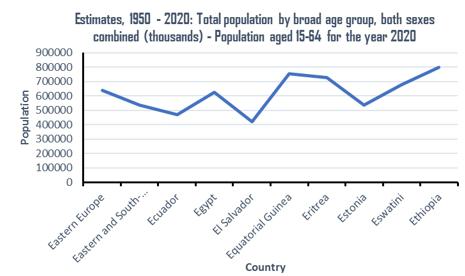 Estimates, 1950 - 2020: Total population by broad age group, both sexes
combined (thousands) - Population aged 15-64 for the year 2020
900000
800000
700000
600000
500000
400000
300000
200000
100000
0
Population
Eastern Europe
Eastern and South-...
Ecuador
Egypt
El Salvador
Equatorial Guinea
Eritrea
Estonia
Eswatini
Ethiopia
Country